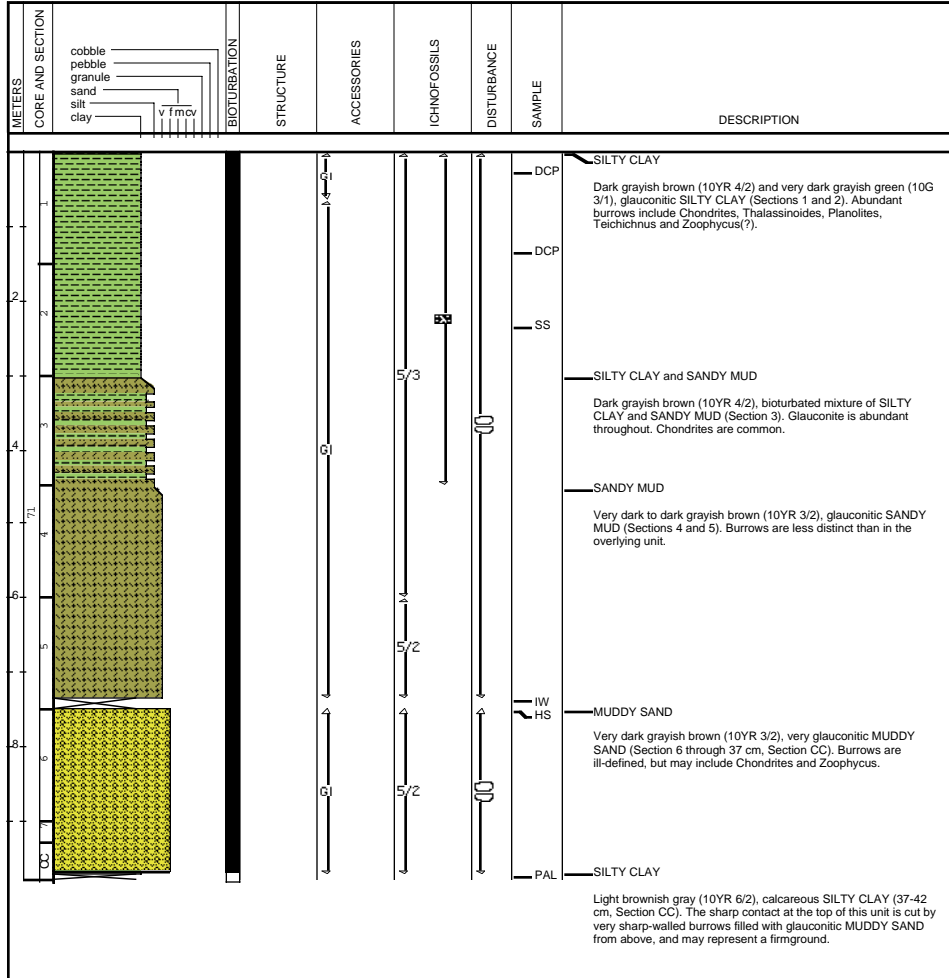 METERS
CORE AND SECTION
cobble
pebble
granule
sand
silt
clay
v f m c v
BIOTURBATION
STRUCTURE
ACCESSORIES
ICHNOFOSSILS
DISTURBANCE
SAMPLE
DESCRIPTION
SILTY CLAY
Dark grayish brown (10YR 4/2) and very dark grayish green (10G
3/1), glauconitic SILTY CLAY (Sections 1 and 2). Abundant
burrows include Chondrites, Thalassinoides, Planolites,
Teichichnus and Zoophycus(?).
GI
DCP
1
DCP
2
2
SS
5/3
SILTY CLAY and SANDY MUD
Dark grayish brown (10YR 4/2), bioturbated mixture of SILTY
CLAY and SANDY MUD (Section 3). Glauconite is abundant
throughout. Chondrites are common.
3
4
GI
SANDY MUD
Very dark to dark grayish brown (10YR 3/2), glauconitic SANDY
MUD (Sections 4 and 5). Burrows are less distinct than in the
overlying unit.
71
4
6
5
5/2
IW
HS
MUDDY SAND
Very dark grayish brown (10YR 3/2), very glauconitic MUDDY
SAND (Section 6 through 37 cm, Section CC). Burrows are
ill-defined, but may include Chondrites and Zoophycus.
8
6
GI
5/2
7
CC
PAL
SILTY CLAY
Light brownish gray (10YR 6/2), calcareous SILTY CLAY (37-42
cm, Section CC). The sharp contact at the top of this unit is cut by
very sharp-walled burrows filled with glauconitic MUDDY SAND
from above, and may represent a firmground.